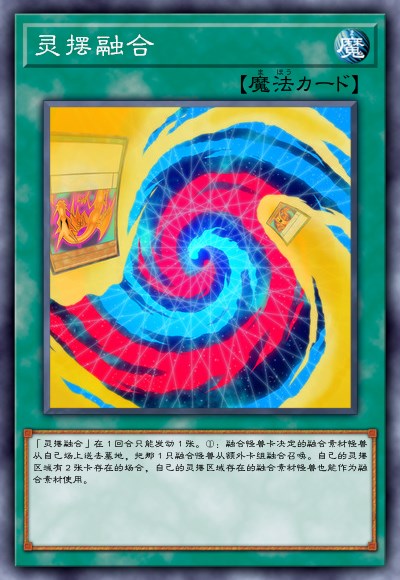 灵摆融合
魔
【魔法カード】
まほう
「灵摆融合」在１回合只能发动１张。①：融合怪兽卡决定的融合素材怪兽
从自己场上送去墓地，把那１只融合怪兽从额外卡组融合召唤。自己的灵摆
区域有２张卡存在的场合，自己的灵摆区域存在的融合素材怪兽也能作为融
合素材使用。